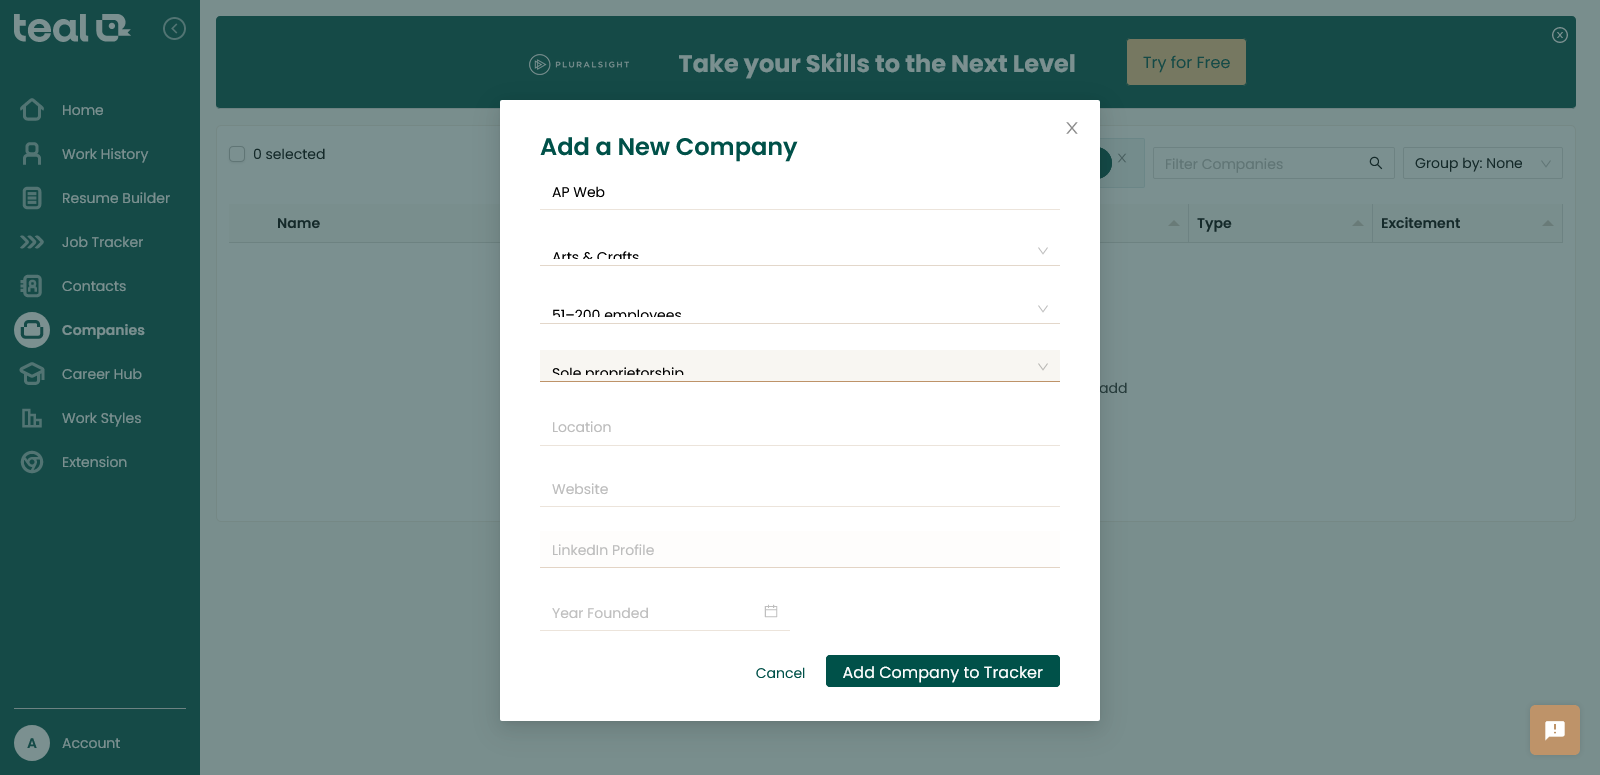 teal
Home
Work History
Resume Builder
Job Tracker
Contacts
Companies
Career Hub
Work Styles
Extension
A Account
PLURALSIGHT Take your Skills to the Next Level Try for Free
0 selected
Filter Companies Group by: None
Name Type Excitement
add
Add a New Company
AP Web
Arts & Crafts
51–200 employees
Sole proprietorship
Location
Website
LinkedIn Profile
Year Founded
Cancel Add Company to Tracker